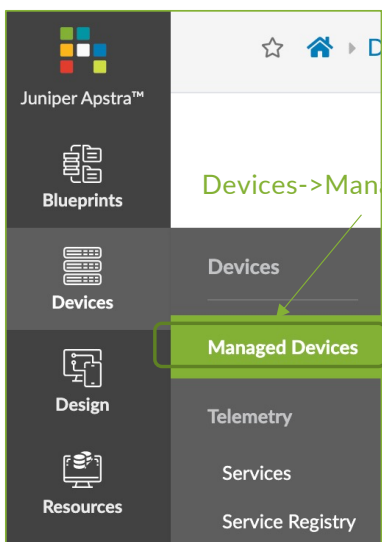 Juniper Apstra™
Blueprints
Devices->Mana
Devices
Devices
Managed Devices
Design
Telemetry
Services
Resources
Service Registry